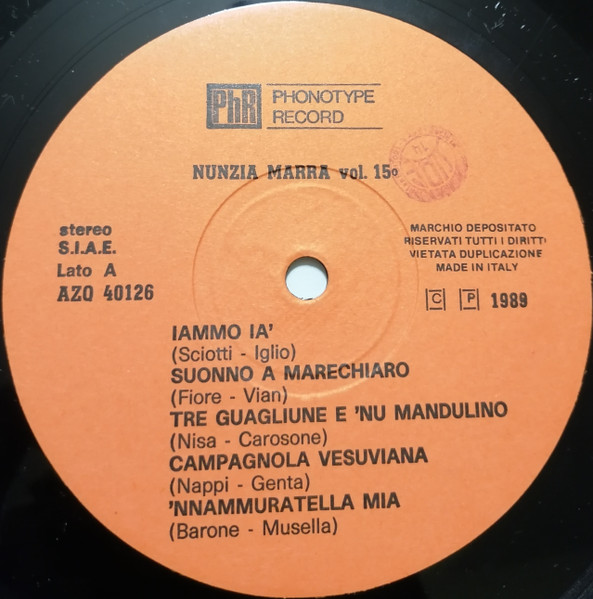 PhR PHONOTYPE
RECORD
NUNZIA MARRA vol. 15º
stereo
S.I.A.E.
Lato A
AZQ 40126
MARCHIO DEPOSITATO
RISERVATI TUTTI I DIRITTI
VIETATA DUPLICAZIONE
MADE IN ITALY
C P 1989
IAMMO IA'
(Sciotti - Iglio)
SUONNO A MARECHIARO
(Fiore - Vian)
TRE GUAGLIUNE E 'NU MANDULINO
(Nisa - Carosone)
CAMPAGNOLA VESUVIANA
(Nappi - Genta)
'NNAMMURATELLA MIA
(Barone - Musella)